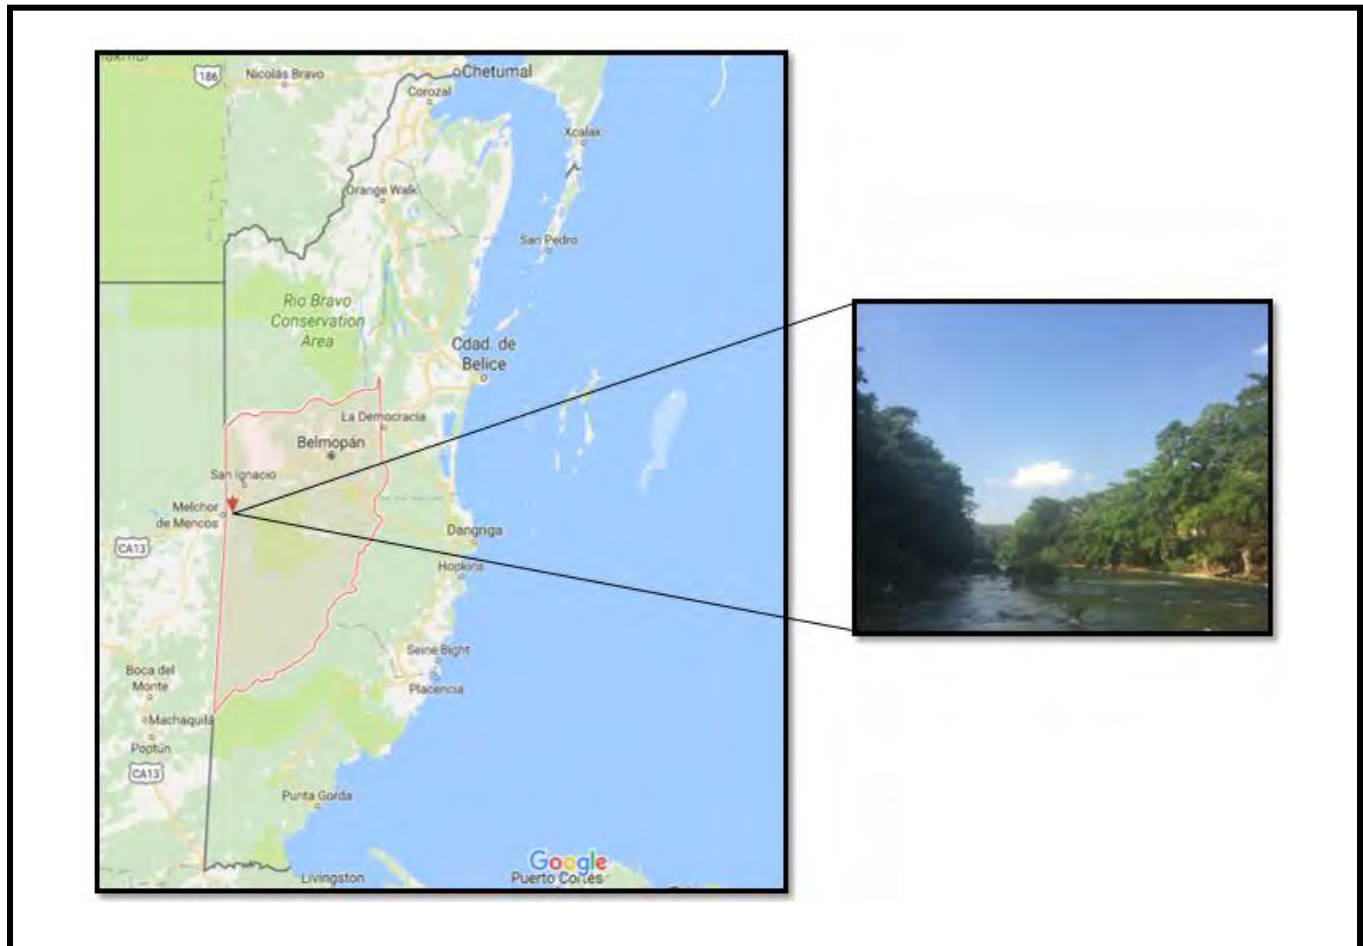 186
Nicolás Bravo
Chetumal
Corozal
Xcalak
Orange Walk
San Pedro
Rio Bravo
Conservation
Area
Cdad. de
Belice
La Democracia
Belmopán
San Ignacio
Melchor
de Mencos
CA13
Dangriga
Hopkins
Seine Bight
Placencia
Boca del
Monte
Machaquilá
Poptún
CA13
Punta Gorda
Google
Livingston
Puerto Cortés